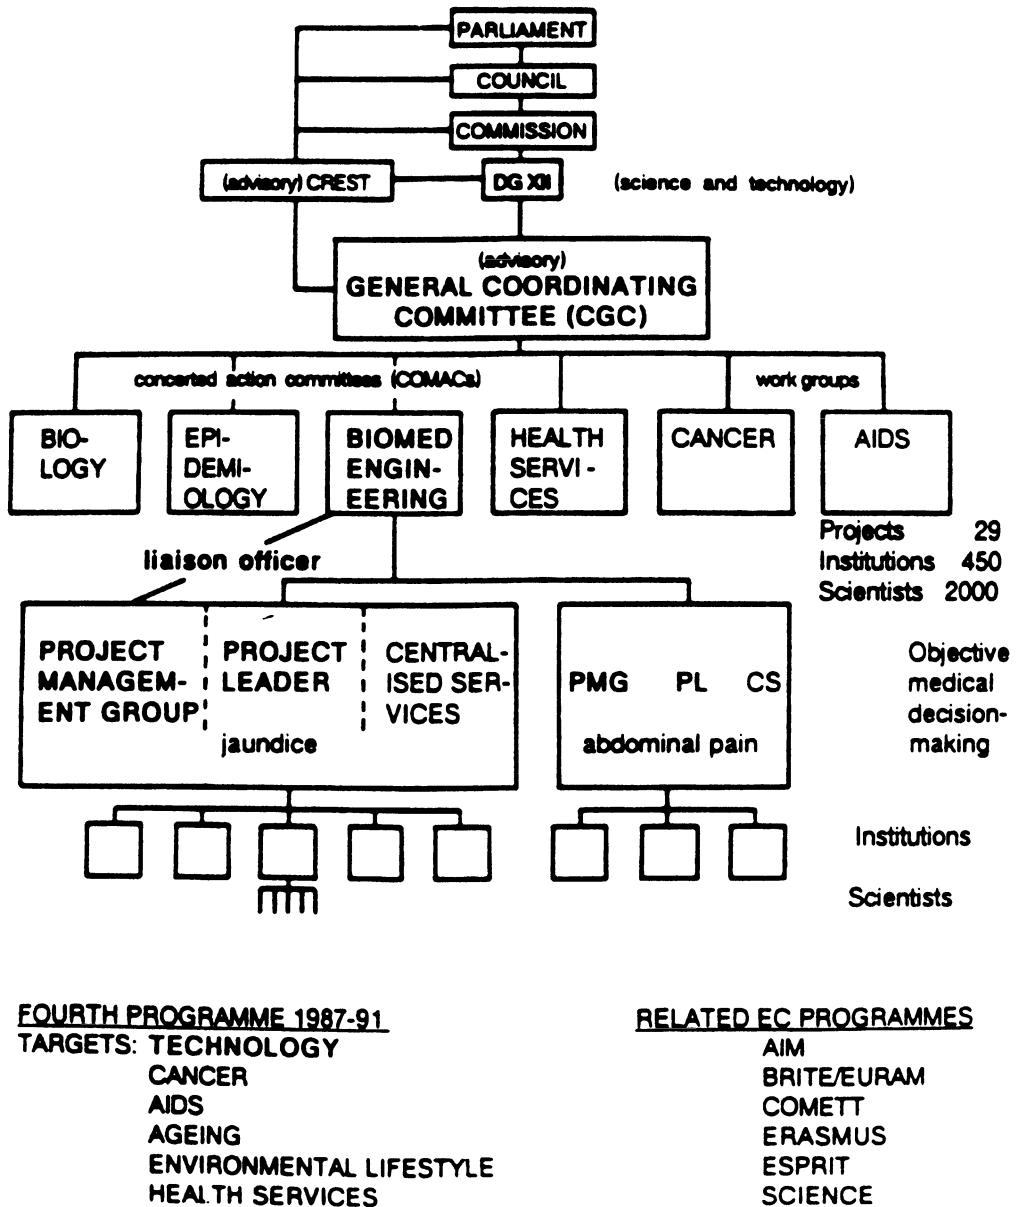 PARLIAMENT
COUNCIL
COMMISSION
(advisory) CREST
DG XII
(science and technology)
(advisory)
GENERAL COORDINATING
COMMITTEE (CGC)
concerted action committees (COMACs)
work groups
BIO-
LOGY
EPI-
DEMI-
OLOGY
BIOMED
ENGIN-
EERING
HEALTH
SERVI-
CES
CANCER
AIDS
Projects 29
Institutions 450
Scientists 2000
liaison officer
PROJECT
MANAGEM-
ENT GROUP
PROJECT
LEADER
CENTRAL-
ISED SER-
VICES
jaundice
PMG PL CS
abdominal pain
Objective
medical
decision-
making
Institutions
Scientists
FOURTH PROGRAMME 1987-91
TARGETS: TECHNOLOGY
CANCER
AIDS
AGEING
ENVIRONMENTAL LIFESTYLE
HEALTH SERVICES
RELATED EC PROGRAMMES
AIM
BRITE/EURAM
COMETT
ERASMUS
ESPRIT
SCIENCE